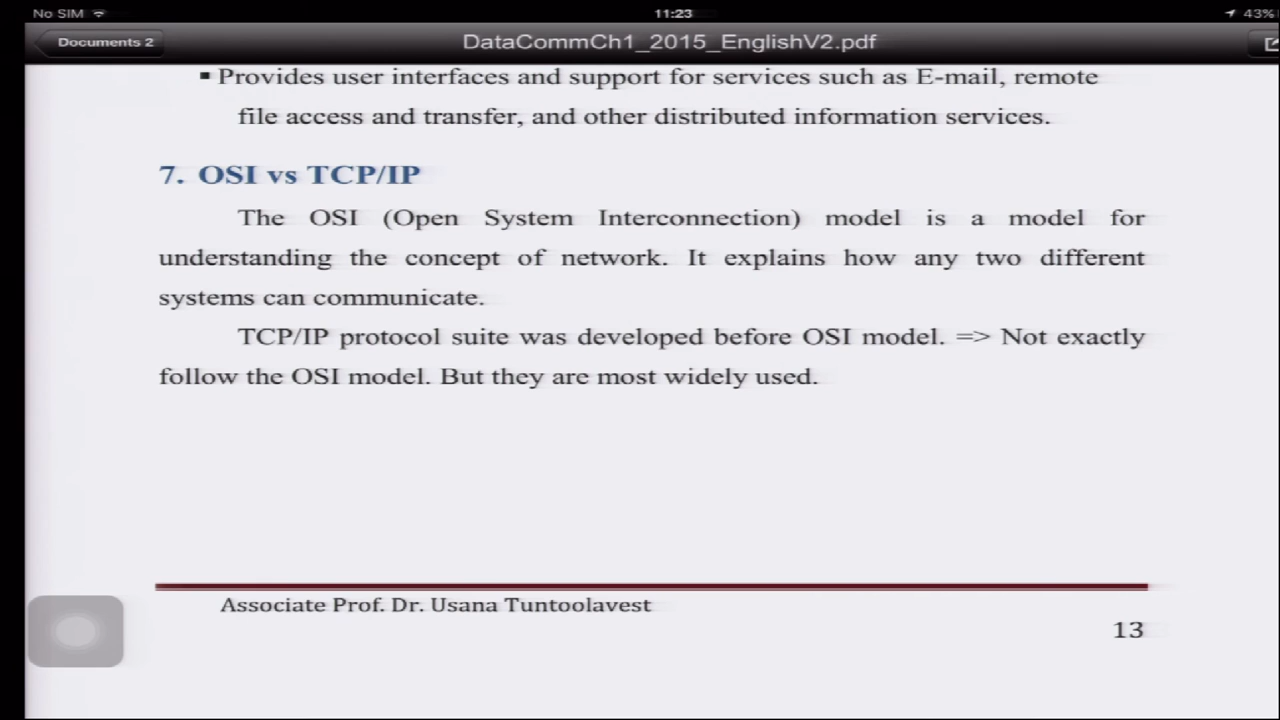 No SIM 11:23 43%
Documents 2 DataCommCh1_2015_EnglishV2.pdf
▪ Provides user interfaces and support for services such as E-mail, remote
file access and transfer, and other distributed information services.
7. OSI vs TCP/IP
The OSI (Open System Interconnection) model is a model for
understanding the concept of network. It explains how any two different
systems can communicate.
TCP/IP protocol suite was developed before OSI model. => Not exactly
follow the OSI model. But they are most widely used.
Associate Prof. Dr. Usana Tuntoolavest
13